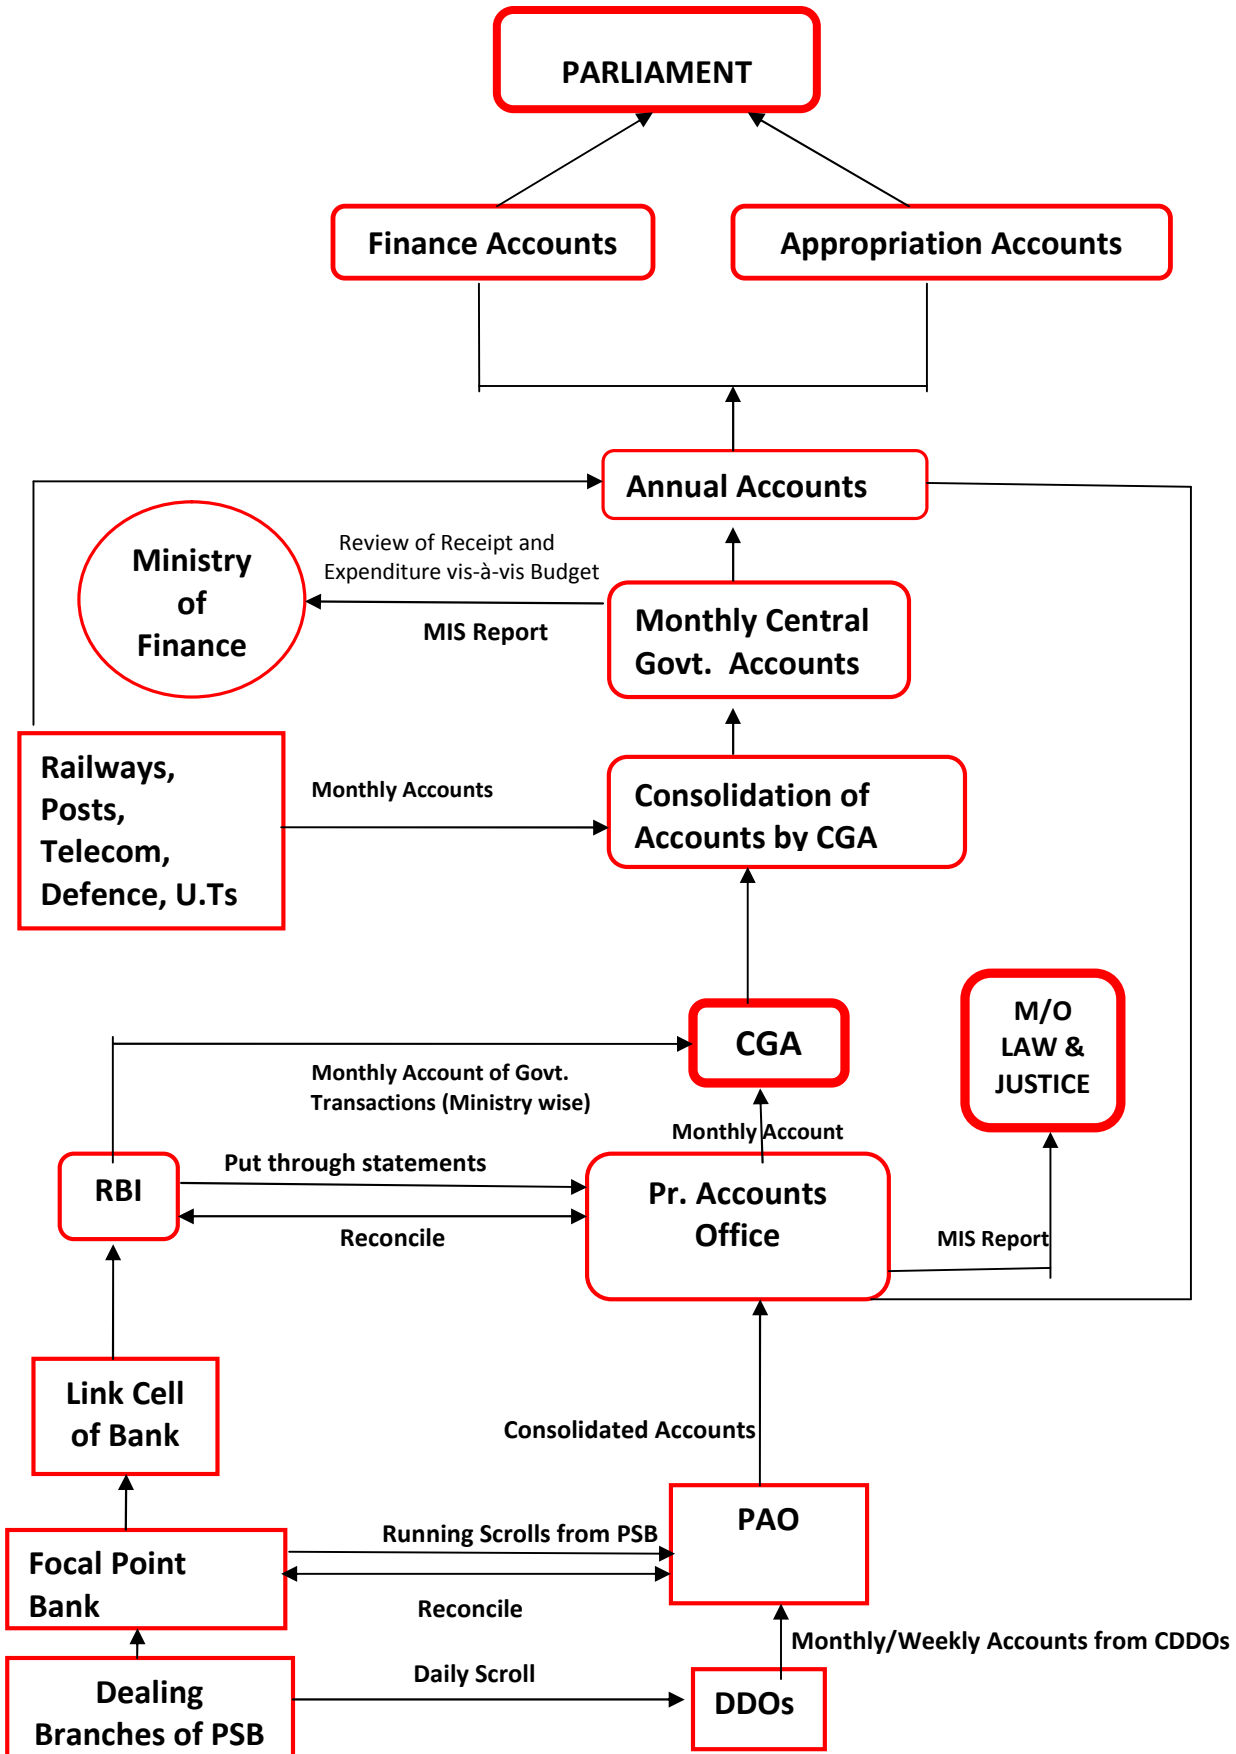 PARLIAMENT
Finance Accounts
Appropriation Accounts
Annual Accounts
Ministry
of
Finance
Review of Receipt and
Expenditure vis-à-vis Budget
MIS Report
Monthly Central
Govt. Accounts
Railways,
Posts,
Telecom,
Defence, U.Ts
Monthly Accounts
Consolidation of
Accounts by CGA
M/O
LAW &
JUSTICE
CGA
Monthly Account of Govt.
Transactions (Ministry wise)
Monthly Account
RBI
Put through statements
Reconcile
Pr. Accounts
Office
MIS Report
Link Cell
of Bank
Consolidated Accounts
PAO
Running Scrolls from PSB
Focal Point
Bank
Reconcile
Monthly/Weekly Accounts from CDDOs
Daily Scroll
Dealing
Branches of PSB
DDOs